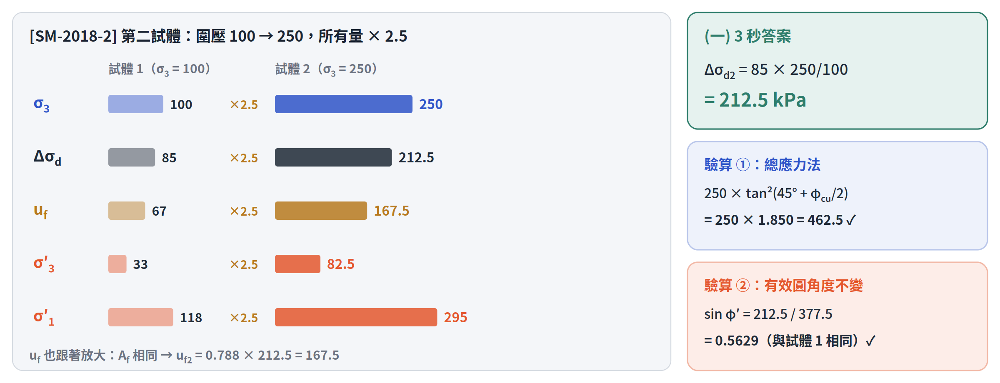 [SM-2018-2] 第二試體：圍壓 100 → 250，所有量 × 2.5
試體 1（σ₃ = 100） 試體 2（σ₃ = 250）
σ₃ 100 ×2.5 250
Δσd 85 ×2.5 212.5
uf 67 ×2.5 167.5
σ′₃ 33 ×2.5 82.5
σ′₁ 118 ×2.5 295
uf 也跟著放大：Af 相同 → uf2 = 0.788 × 212.5 = 167.5
(一) 3 秒答案
Δσd2 = 85 × 250/100
= 212.5 kPa
驗算 ①：總應力法
250 × tan²(45° + ϕcu/2)
= 250 × 1.850 = 462.5 ✓
驗算 ②：有效圓角度不變
sin ϕ′ = 212.5 / 377.5
= 0.5629（與試體 1 相同）✓